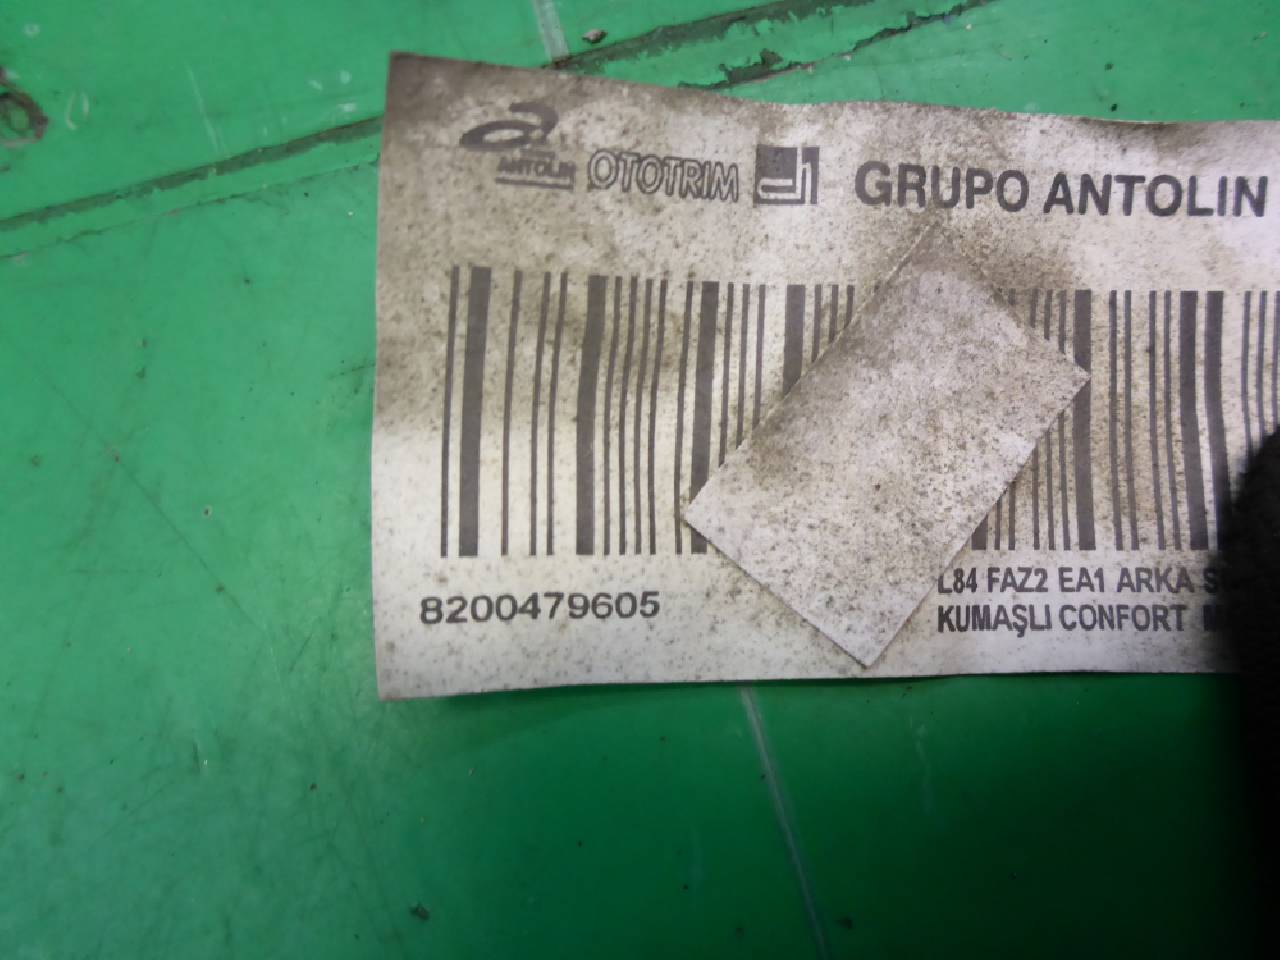 ANTOLIN OTOTRIM GRUPO ANTOLIN
8200479605
L84 FAZ2 EA1 ARKA
KUMAŞLI CONFORT